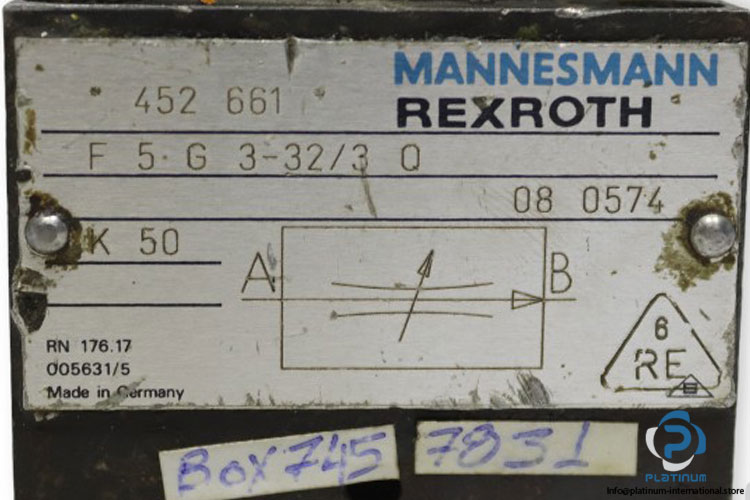 MANNESMANN
REXROTH
452 661
F 5 G 3-32/3 Q
08 0574
K 50
A
B
RN 176.17
005631/5
Made in Germany
6
RE
Box 745
7831
PLATINUM
info@platinum-international.store